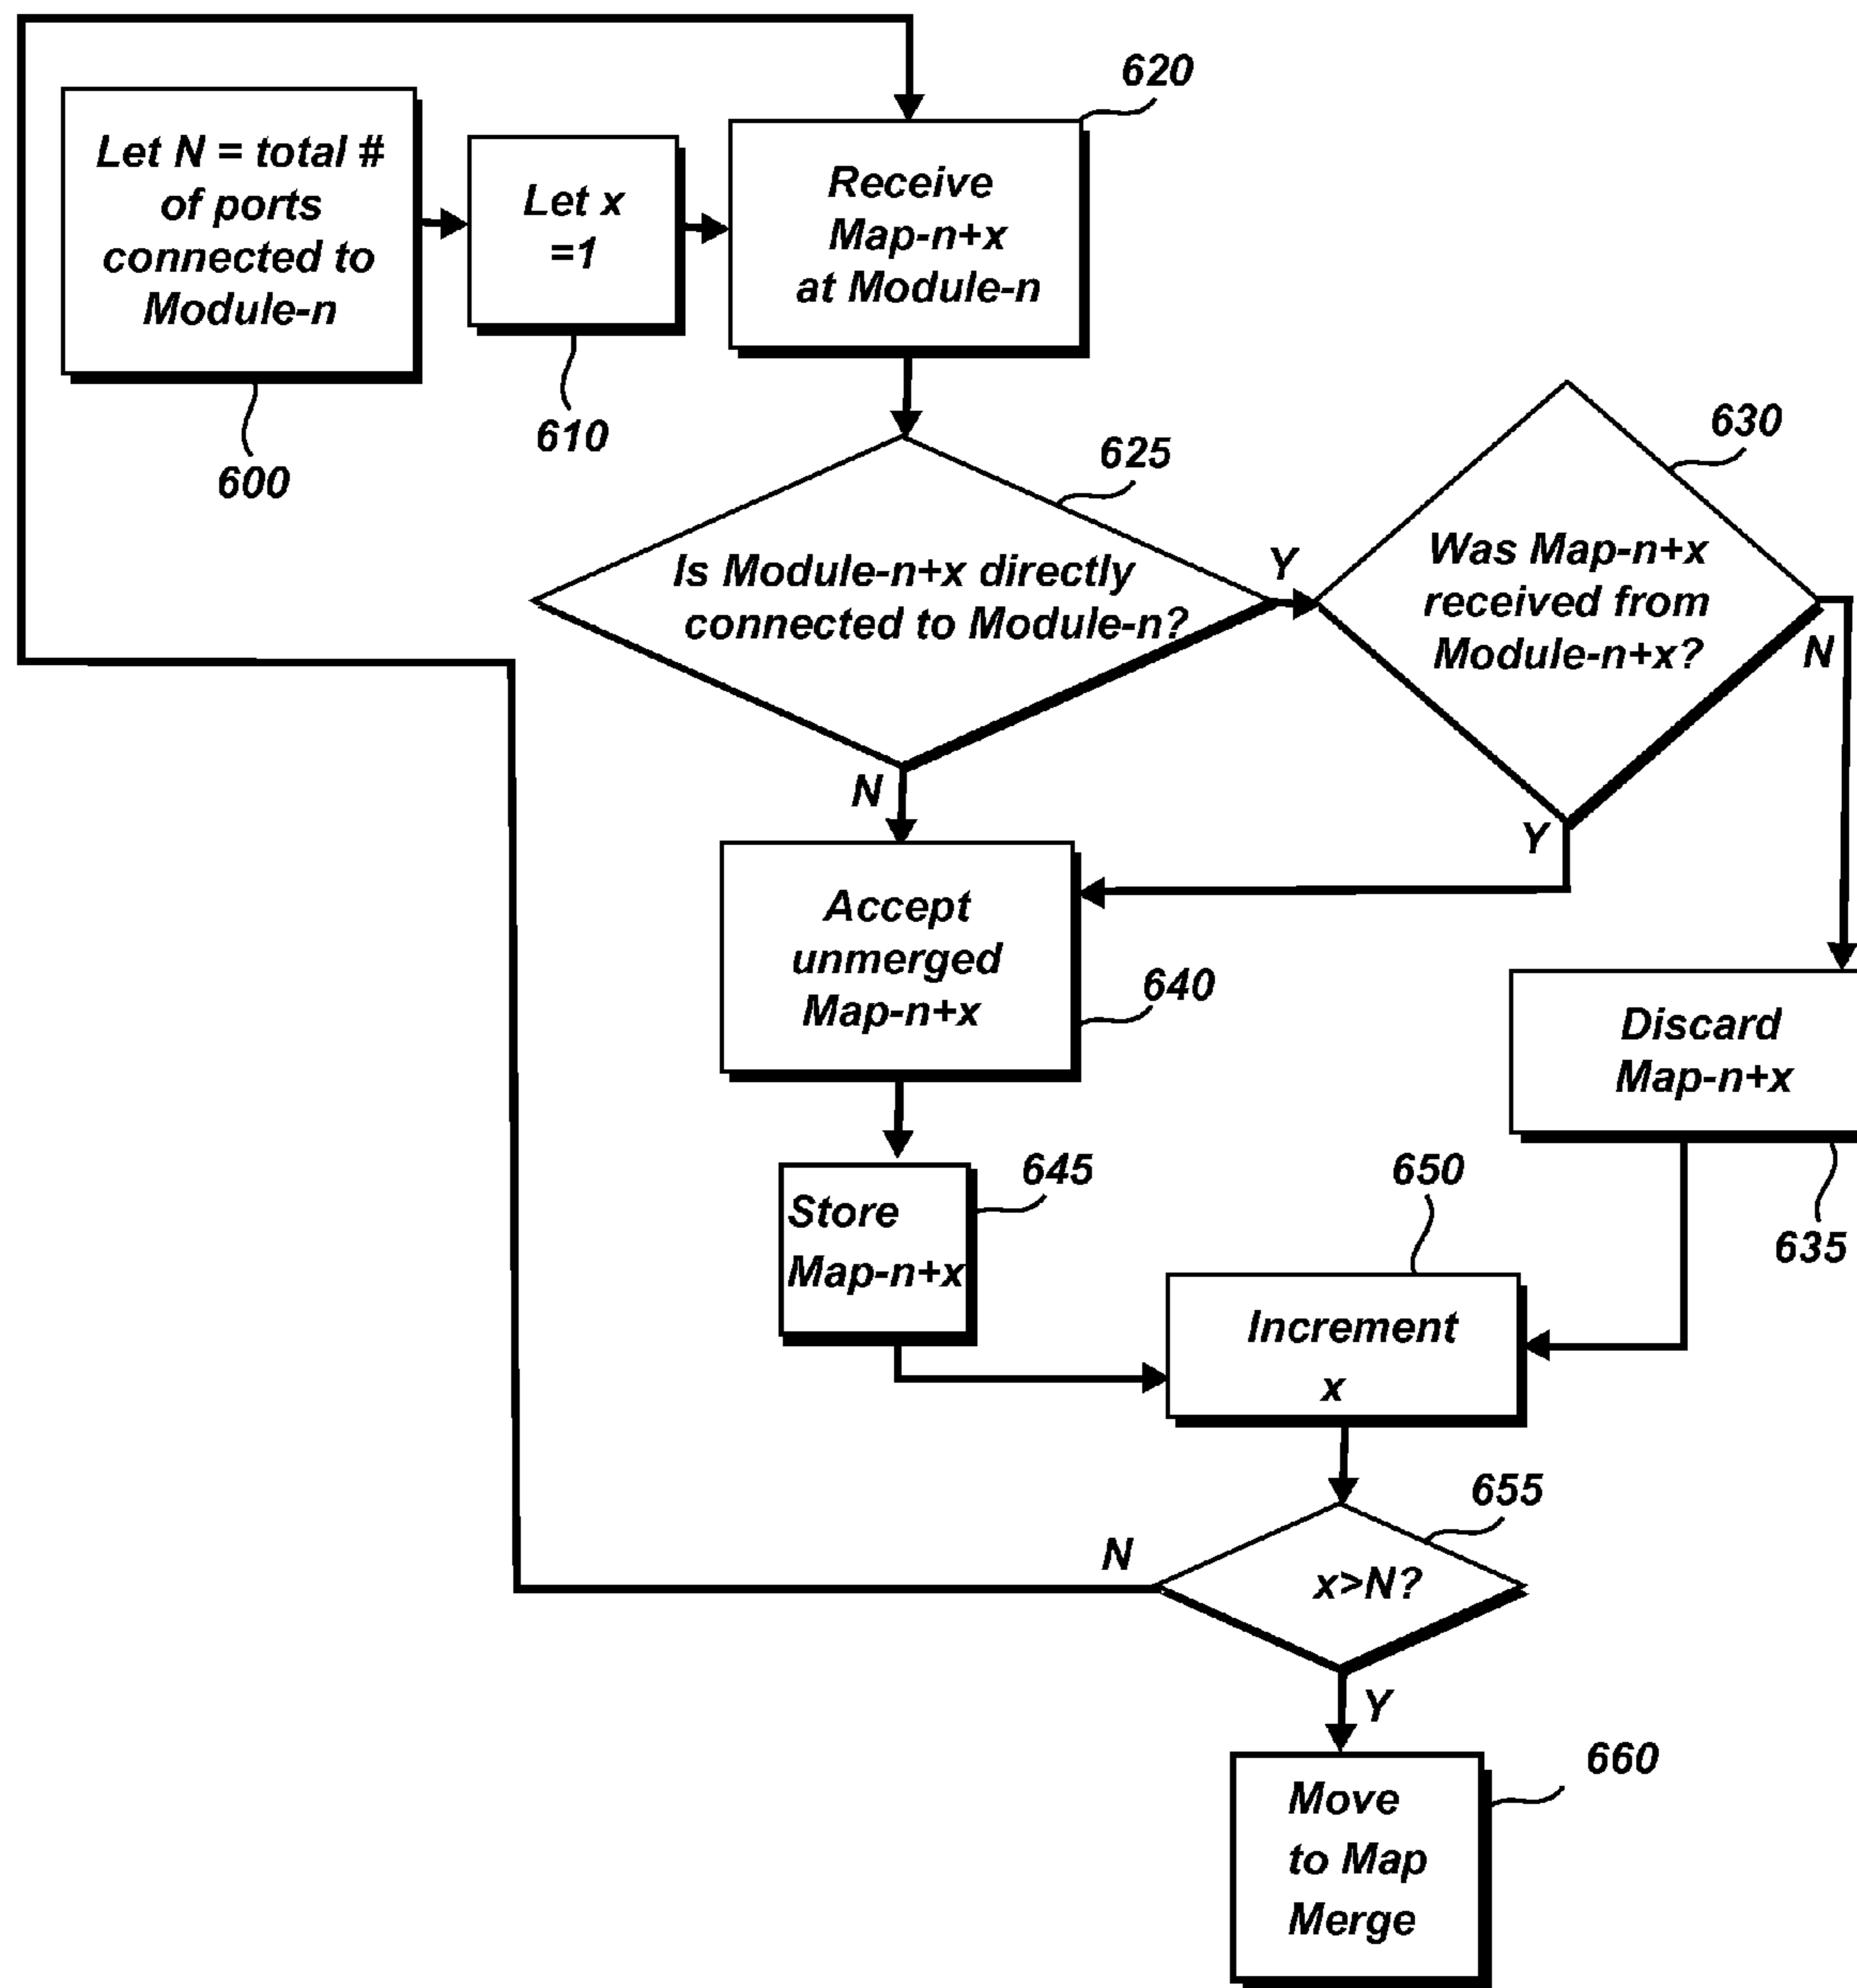 Let N = total #
of ports
connected to
Module-n
600
Let x
=1
610
620
Receive
Map-n+x
at Module-n
625
Is Module-n+x directly
connected to Module-n?
Y
N
630
Was Map-n+x
received from
Module-n+x?
N
Y
Accept
unmerged
Map-n+x
640
Discard
Map-n+x
635
Store
Map-n+x
645
650
Increment
x
655
x>N?
N
Y
660
Move
to Map
Merge